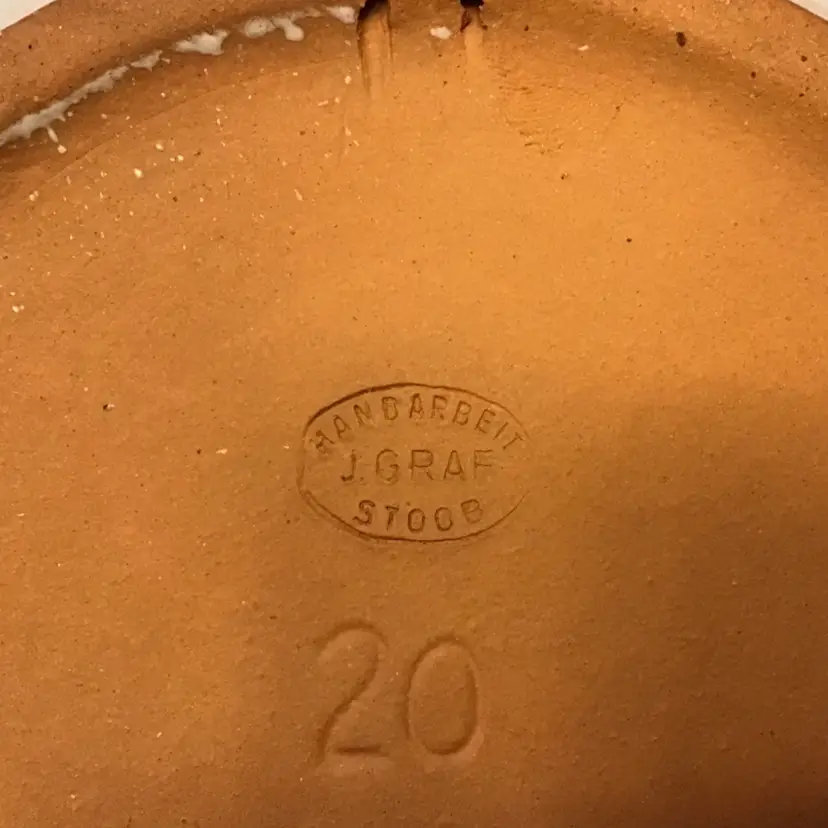 HANDARBEIT
J. GRAF
STOOB
20